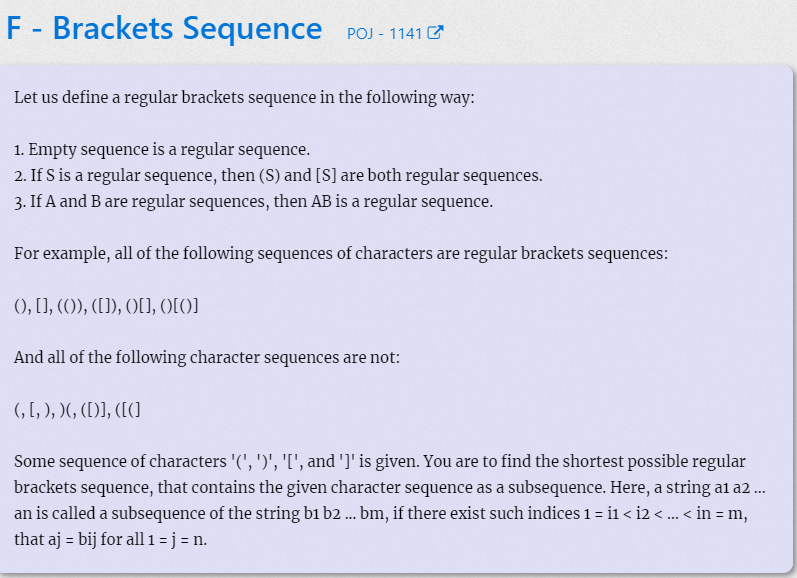 F - Brackets Sequence POJ - 1141
Let us define a regular brackets sequence in the following way:
1. Empty sequence is a regular sequence.
2. If S is a regular sequence, then (S) and [S] are both regular sequences.
3. If A and B are regular sequences, then AB is a regular sequence.
For example, all of the following sequences of characters are regular brackets sequences:
(), [], (()), ([]), ()[], ()[()]
And all of the following character sequences are not:
(, [, ), )(, ([)], ([(]
Some sequence of characters '(', ')', '[', and ']' is given. You are to find the shortest possible regular
brackets sequence, that contains the given character sequence as a subsequence. Here, a string a1 a2 ...
an is called a subsequence of the string b1 b2 ... bm, if there exist such indices 1 = i1 < i2 < ... < in = m,
that aj = bij for all 1 = j = n.